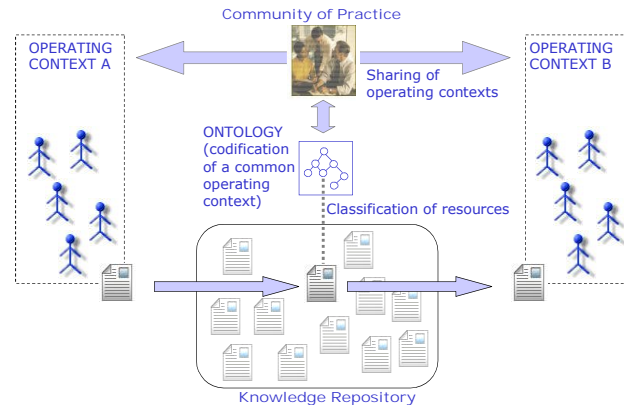 Community of Practice
OPERATING
CONTEXT A
OPERATING
CONTEXT B
Sharing of
operating contexts
ONTOLOGY
(codification
of a common
operating
context)
Classification of resources
Knowledge Repository